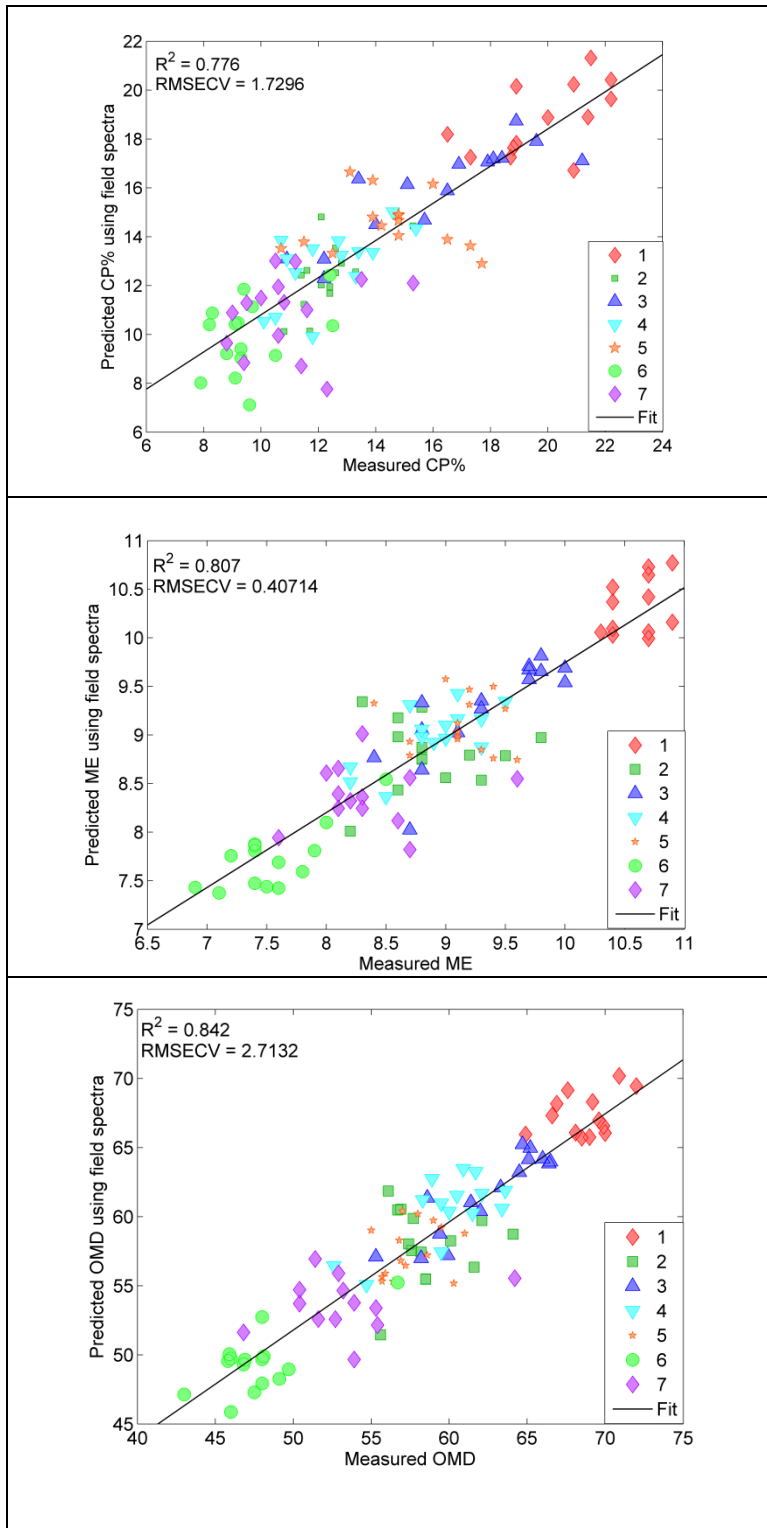 22
20
18
16
14
12
10
8
6
Predicted CP% using field spectra
R² = 0.776
RMSECV = 1.7296
1
2
3
4
5
6
7
Fit
6 8 10 12 14 16 18 20 22 24
Measured CP%
11
10.5
10
9.5
9
8.5
8
7.5
7
Predicted ME using field spectra
R² = 0.807
RMSECV = 0.40714
1
2
3
4
5
6
7
Fit
6.5 7 7.5 8 8.5 9 9.5 10 10.5 11
Measured ME
75
70
65
60
55
50
45
Predicted OMD using field spectra
R² = 0.842
RMSECV = 2.7132
1
2
3
4
5
6
7
Fit
40 45 50 55 60 65 70 75
Measured OMD